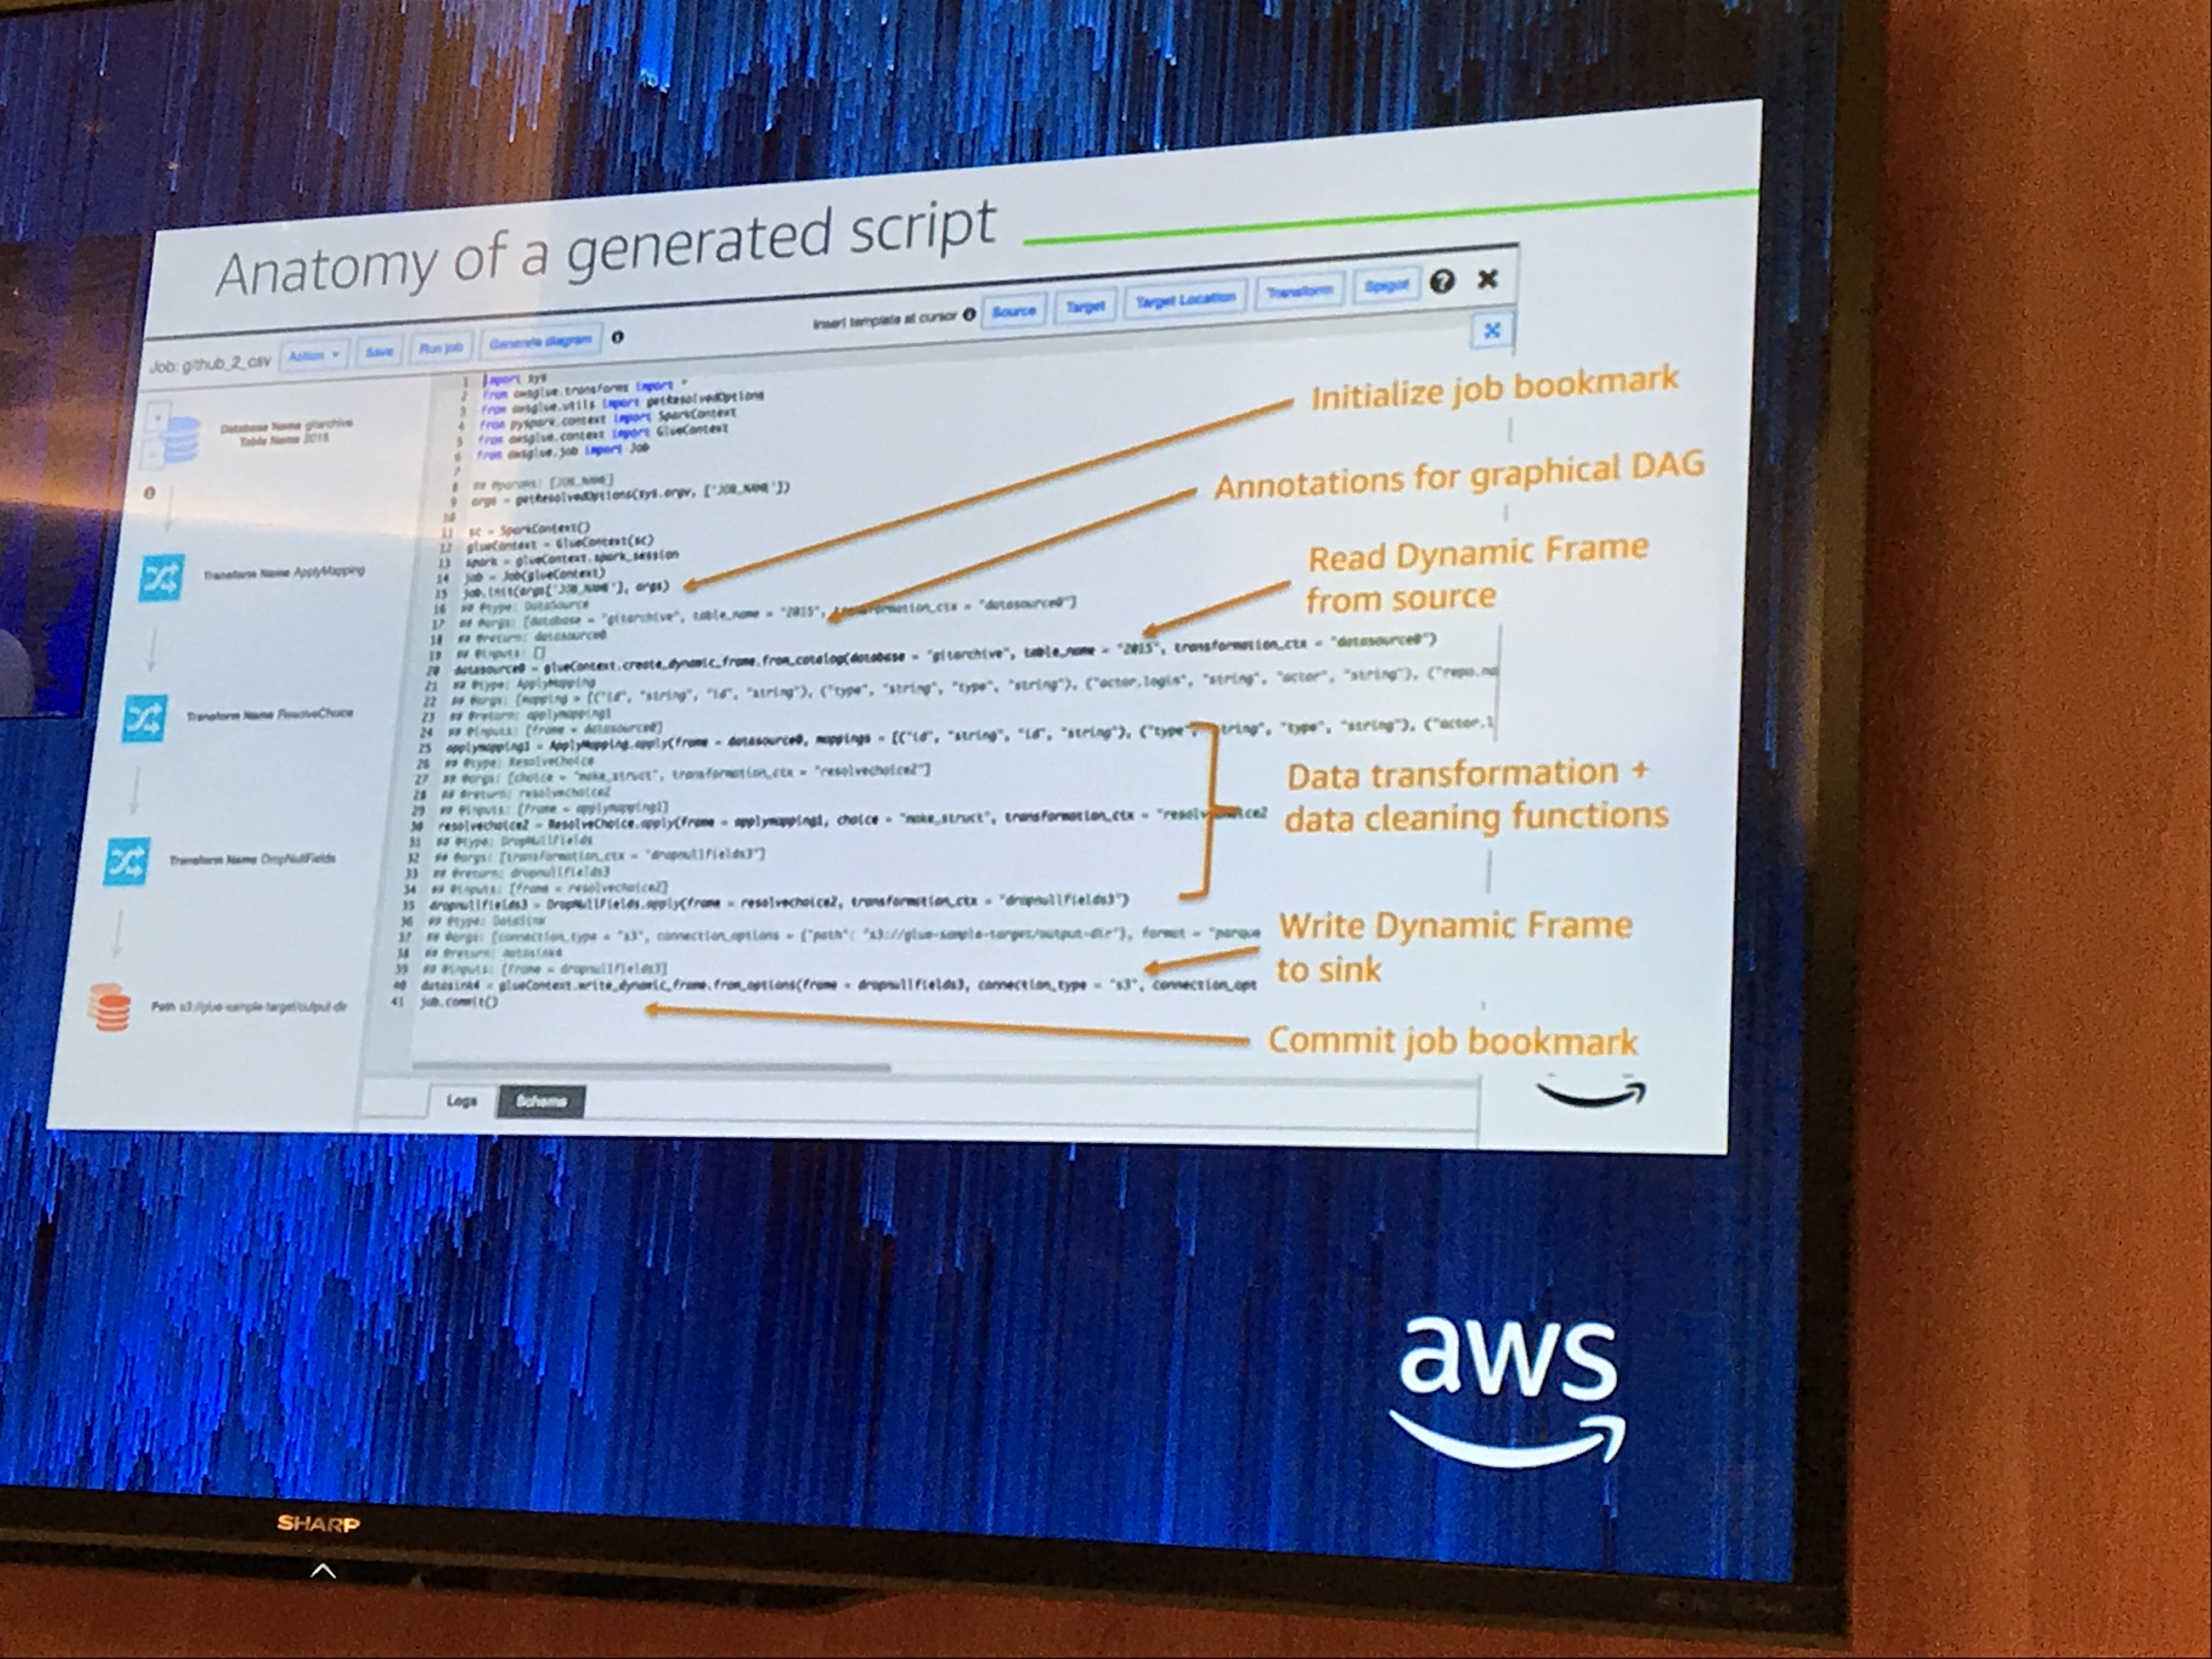 Anatomy of a generated script
Job: github_2_csv
Action
Save
Run job
Generate diagram
Insert template at cursor
Source
Target
Target Location
Transform
Spigot
Database Name gitarchive
Table Name 2015
Transform Name ApplyMapping
Transform Name ResolveChoice
Transform Name DropNullFields
Path s3://glue-sample-target/output-dir
1 import sys
2 from awsglue.transforms import *
3 from awsglue.utils import getResolvedOptions
4 from pyspark.context import SparkContext
5 from awsglue.context import GlueContext
6 from awsglue.job import Job
7
8 ## @params: [JOB_NAME]
9 args = getResolvedOptions(sys.argv, ['JOB_NAME'])
10
11 sc = SparkContext()
12 glueContext = GlueContext(sc)
13 spark = glueContext.spark_session
14 job = Job(glueContext)
15 job.init(args['JOB_NAME'], args)
16 ## @type: DataSource
17 ## @args: [database = "gitarchive", table_name = "2015", transformation_ctx = "datasource0"]
18 ## @return: datasource0
19 ## @inputs: []
20 datasource0 = glueContext.create_dynamic_frame.from_catalog(database = "gitarchive", table_name = "2015", transformation_ctx = "datasource0")
21 ## @type: ApplyMapping
22 ## @args: [mapping = [("id", "string", "id", "string"), ("type", "string", "type", "string"), ("actor.login", "string", "actor", "string"), ("repo.na
23 ## @return: applymapping1
24 ## @inputs: [frame = datasource0]
25 applymapping1 = ApplyMapping.apply(frame = datasource0, mappings = [("id", "string", "id", "string"), ("type", "string", "type", "string"), ("actor.l
26 ## @type: ResolveChoice
27 ## @args: [choice = "make_struct", transformation_ctx = "resolvechoice2"]
28 ## @return: resolvechoice2
29 ## @inputs: [frame = applymapping1]
30 resolvechoice2 = ResolveChoice.apply(frame = applymapping1, choice = "make_struct", transformation_ctx = "resolvechoice2
31 ## @type: DropNullFields
32 ## @args: [transformation_ctx = "dropnullfields3"]
33 ## @return: dropnullfields3
34 ## @inputs: [frame = resolvechoice2]
35 dropnullfields3 = DropNullFields.apply(frame = resolvechoice2, transformation_ctx = "dropnullfields3")
36 ## @type: DataSink
37 ## @args: [connection_type = "s3", connection_options = {"path": "s3://glue-sample-target/output-dir"}, format = "parque
38 ## @return: datasink4
39 ## @inputs: [frame = dropnullfields3]
40 datasink4 = glueContext.write_dynamic_frame.from_options(frame = dropnullfields3, connection_type = "s3", connection_opt
41 job.commit()
Initialize job bookmark
Annotations for graphical DAG
Read Dynamic Frame
from source
Data transformation +
data cleaning functions
Write Dynamic Frame
to sink
Commit job bookmark
Logs
Schema
aws
SHARP